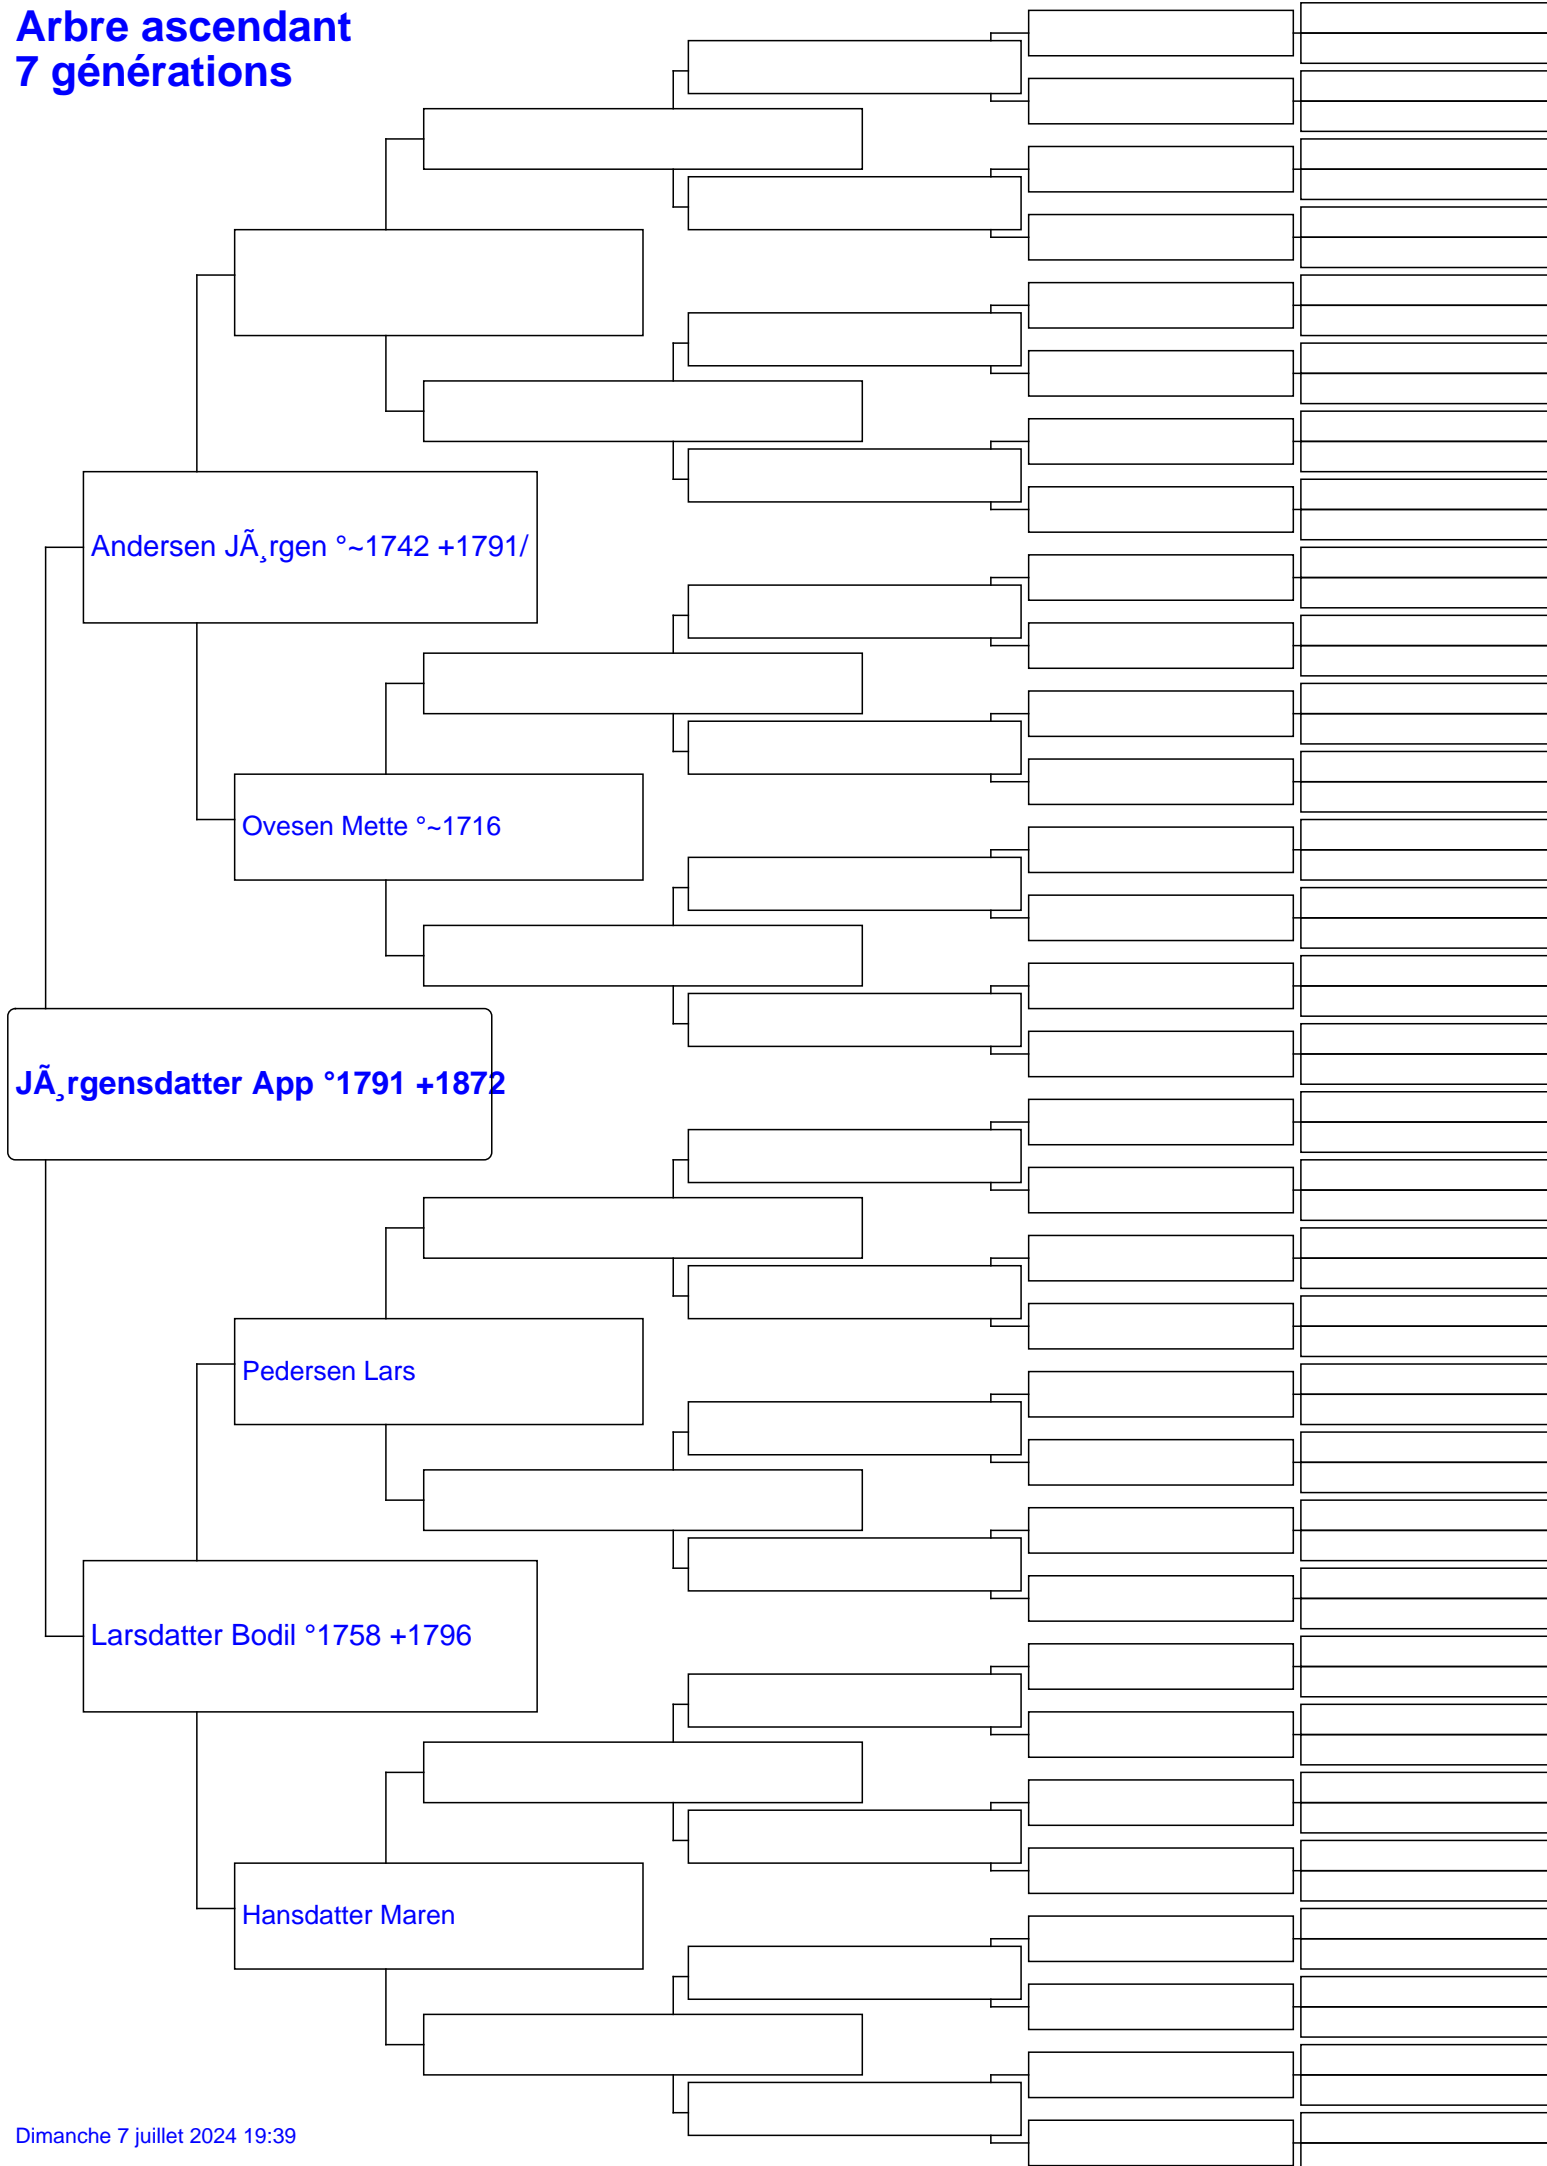 Arbre ascendant
7 générations
Andersen JÃ¸rgen °~1742 +1791/
Ovesen Mette °~1716
JÃ¸rgensdatter App °1791 +1872
Pedersen Lars
Larsdatter Bodil °1758 +1796
Hansdatter Maren
Dimanche 7 juillet 2024 19:39